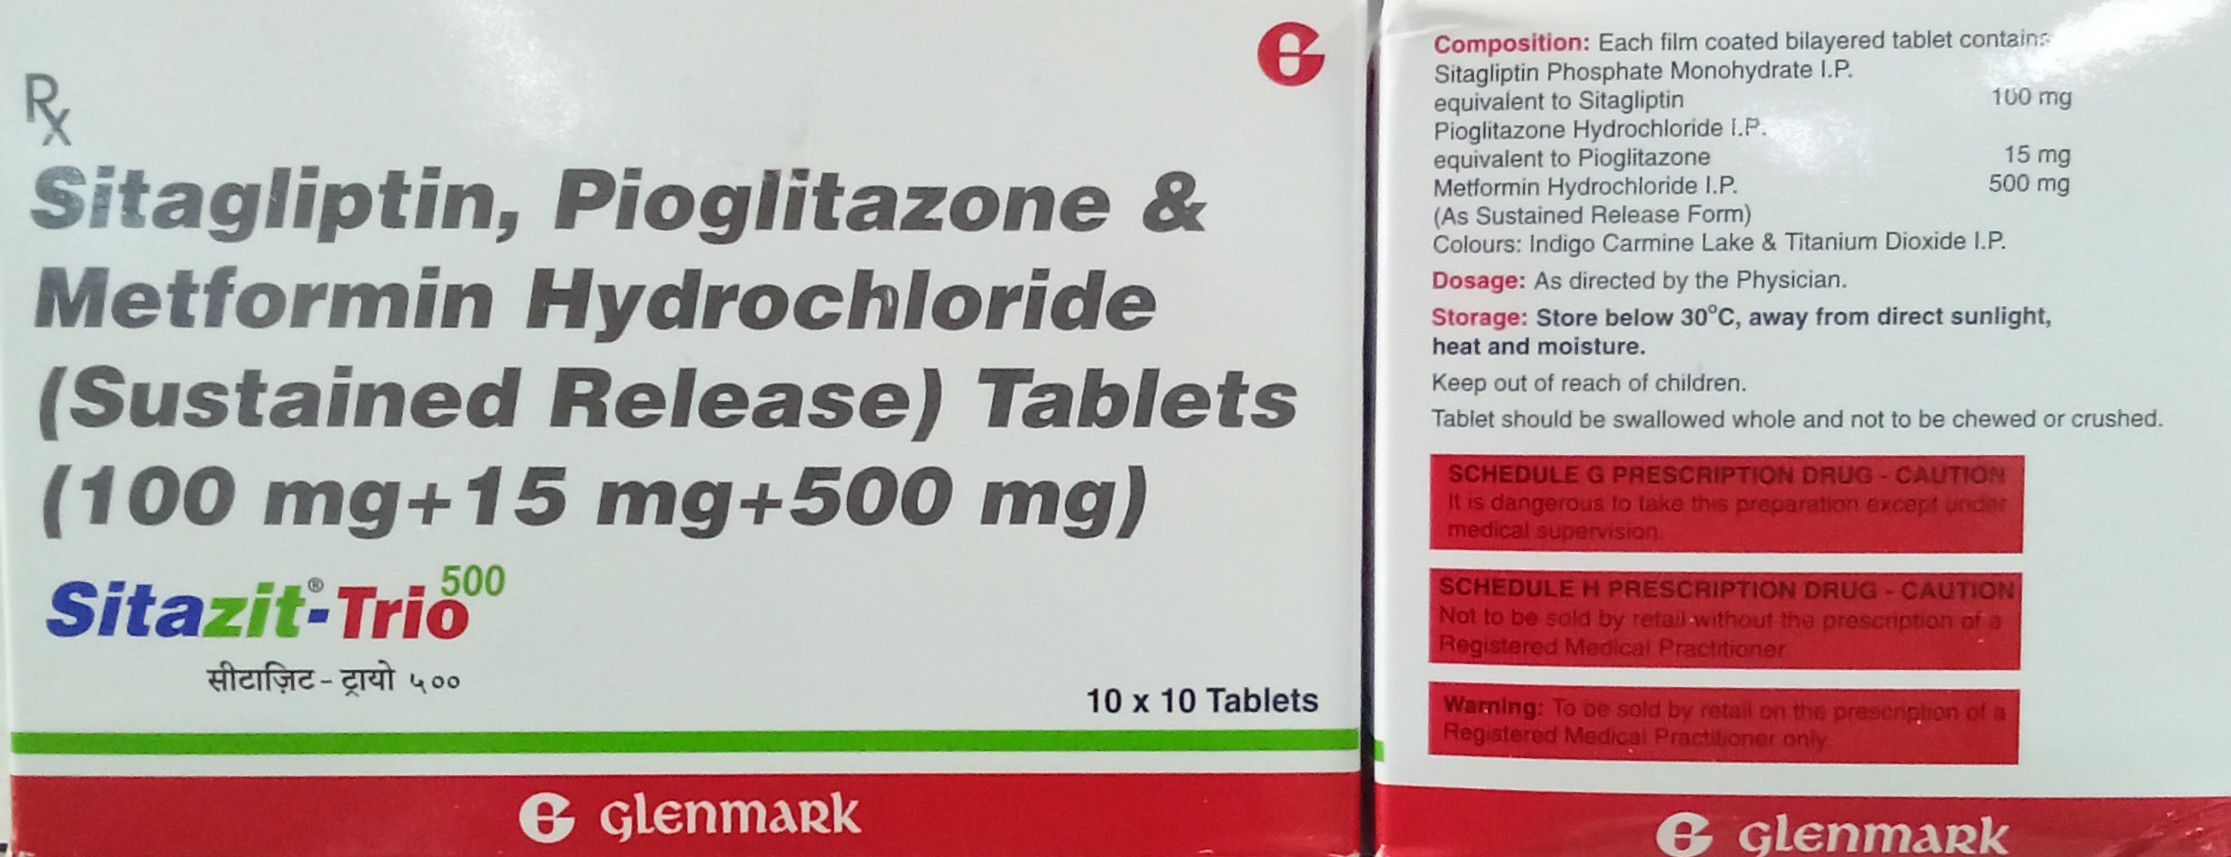 Rx
Sitagliptin, Pioglitazone &
Metformin Hydrochloride
(Sustained Release) Tablets
(100 mg+15 mg+500 mg)
Sitazit®-Trio 500
सीटाज़िट - ट्रायो ५००
10 x 10 Tablets
glenmark
Composition: Each film coated bilayered tablet contains
Sitagliptin Phosphate Monohydrate I.P.
equivalent to Sitagliptin 100 mg
Pioglitazone Hydrochloride I.P.
equivalent to Pioglitazone 15 mg
Metformin Hydrochloride I.P. 500 mg
(As Sustained Release Form)
Colours: Indigo Carmine Lake & Titanium Dioxide I.P.
Dosage: As directed by the Physician.
Storage: Store below 30°C, away from direct sunlight,
heat and moisture.
Keep out of reach of children.
Tablet should be swallowed whole and not to be chewed or crushed.
SCHEDULE G PRESCRIPTION DRUG - CAUTION
It is dangerous to take this preparation except under
medical supervision.
SCHEDULE H PRESCRIPTION DRUG - CAUTION
Not to be sold by retail without the prescription of a
Registered Medical Practitioner.
Warning: To be sold by retail on the prescription of a
Registered Medical Practitioner only.
glenmark